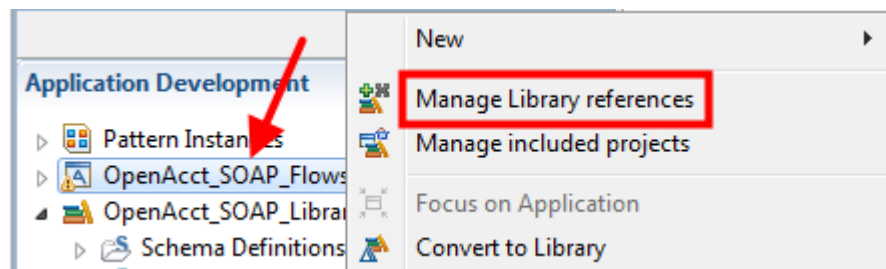 New
Application Development
Manage Library references
Pattern Instances
Manage included projects
OpenAcct_SOAP_Flows
Focus on Application
OpenAcct_SOAP_Librar
Schema Definitions
Convert to Library